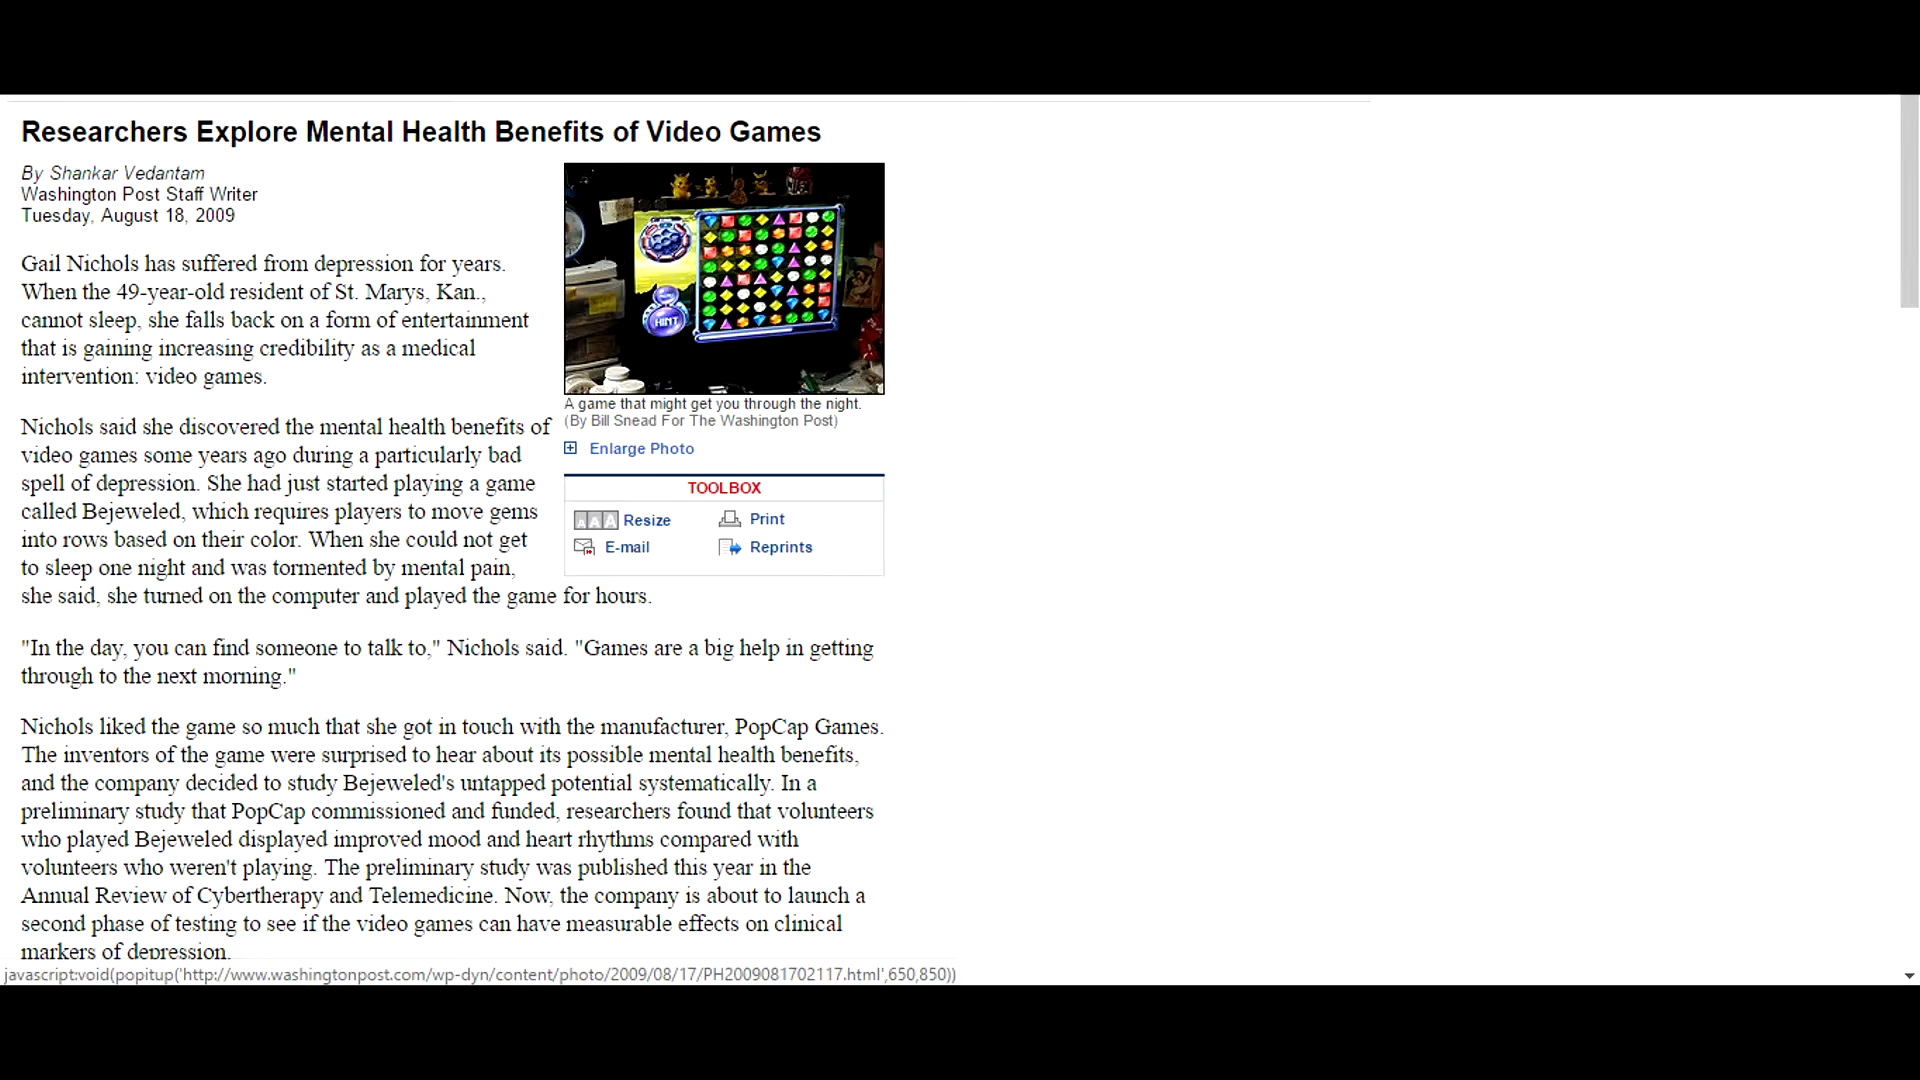 Researchers Explore Mental Health Benefits of Video Games
By Shankar Vedantam
Washington Post Staff Writer
Tuesday, August 18, 2009
Gail Nichols has suffered from depression for years.
When the 49-year-old resident of St. Marys, Kan.,
cannot sleep, she falls back on a form of entertainment
that is gaining increasing credibility as a medical
intervention: video games.
Nichols said she discovered the mental health benefits of
video games some years ago during a particularly bad
spell of depression. She had just started playing a game
called Bejeweled, which requires players to move gems
into rows based on their color. When she could not get
to sleep one night and was tormented by mental pain,
she said, she turned on the computer and played the game for hours.
HINT
A game that might get you through the night.
(By Bill Snead For The Washington Post)
Enlarge Photo
TOOLBOX
AAA Resize
Print
E-mail
Reprints
"In the day, you can find someone to talk to," Nichols said. "Games are a big help in getting
through to the next morning."
Nichols liked the game so much that she got in touch with the manufacturer, PopCap Games.
The inventors of the game were surprised to hear about its possible mental health benefits,
and the company decided to study Bejeweled's untapped potential systematically. In a
preliminary study that PopCap commissioned and funded, researchers found that volunteers
who played Bejeweled displayed improved mood and heart rhythms compared with
volunteers who weren't playing. The preliminary study was published this year in the
Annual Review of Cybertherapy and Telemedicine. Now, the company is about to launch a
second phase of testing to see if the video games can have measurable effects on clinical
markers of depression.
javascript:void(popitup('http://www.washingtonpost.com/wp-dyn/content/photo/2009/08/17/PH2009081702117.html',650,850))